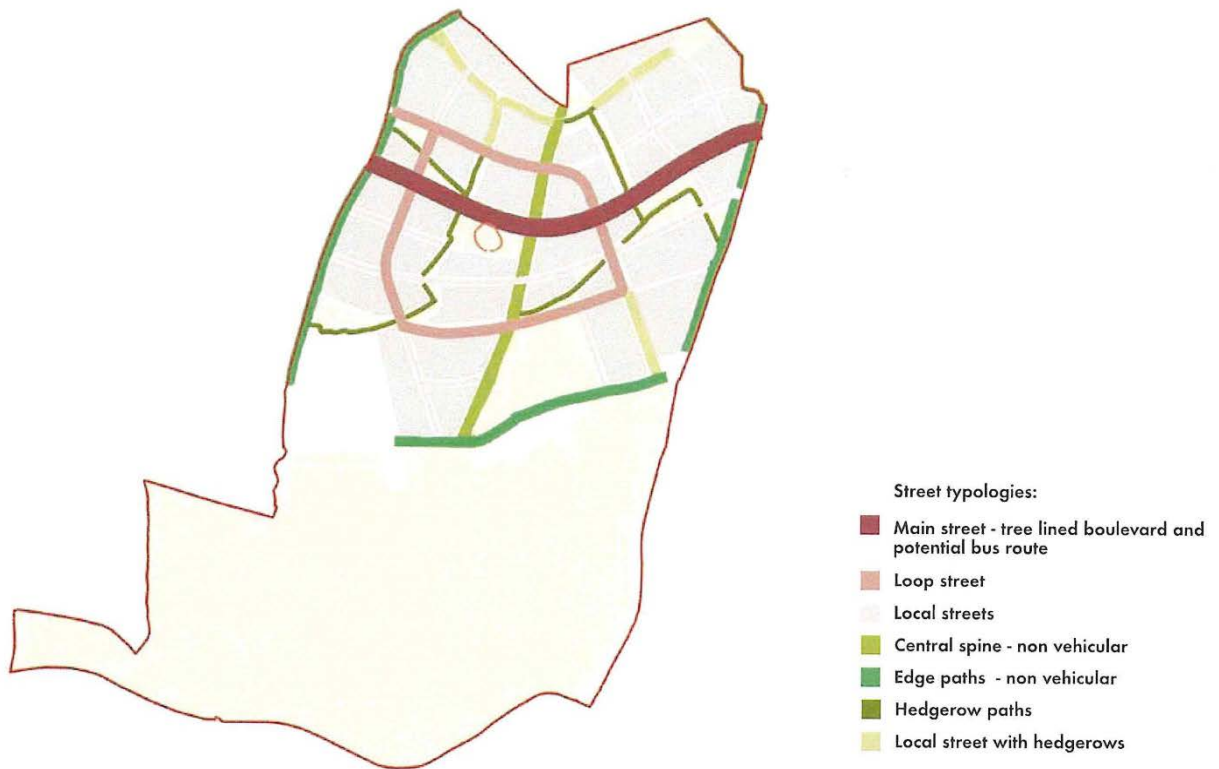 Street typologies:
Main street - tree lined boulevard and
potential bus route
Loop street
Local streets
Central spine - non vehicular
Edge paths - non vehicular
Hedgerow paths
Local street with hedgerows